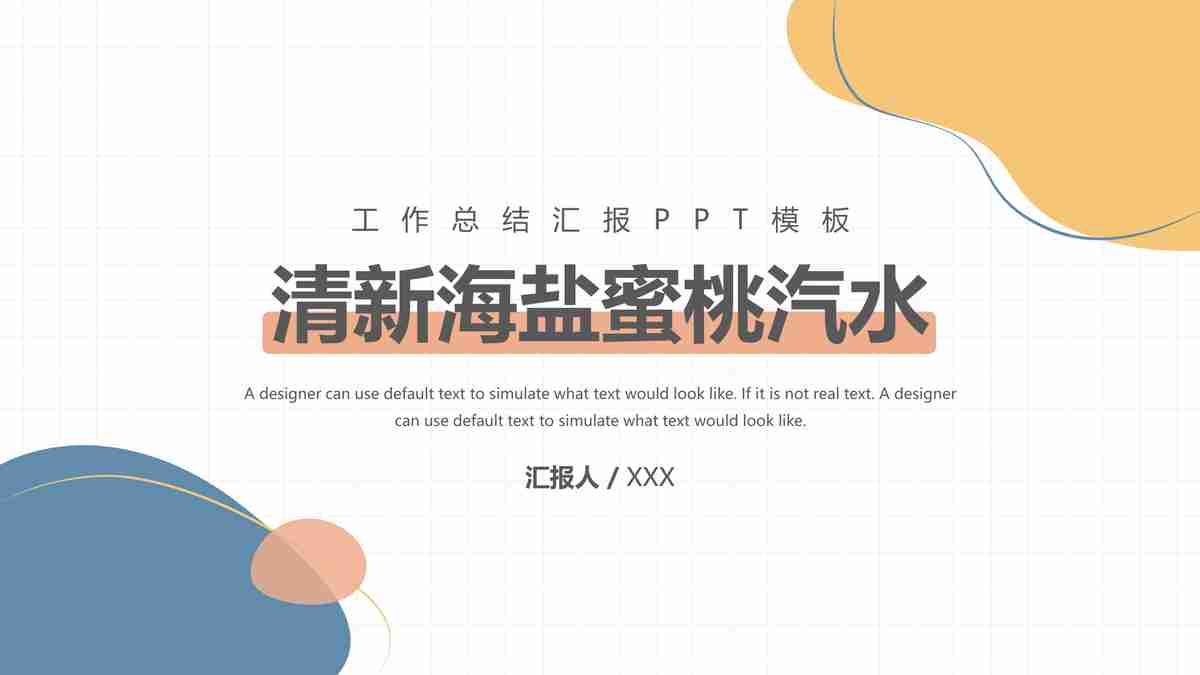 工作总结汇报PPT模板
清新海盐蜜桃汽水
A designer can use default text to simulate what text would look like. If it is not real text. A designer
can use default text to simulate what text would look like.
汇报人 / XXX